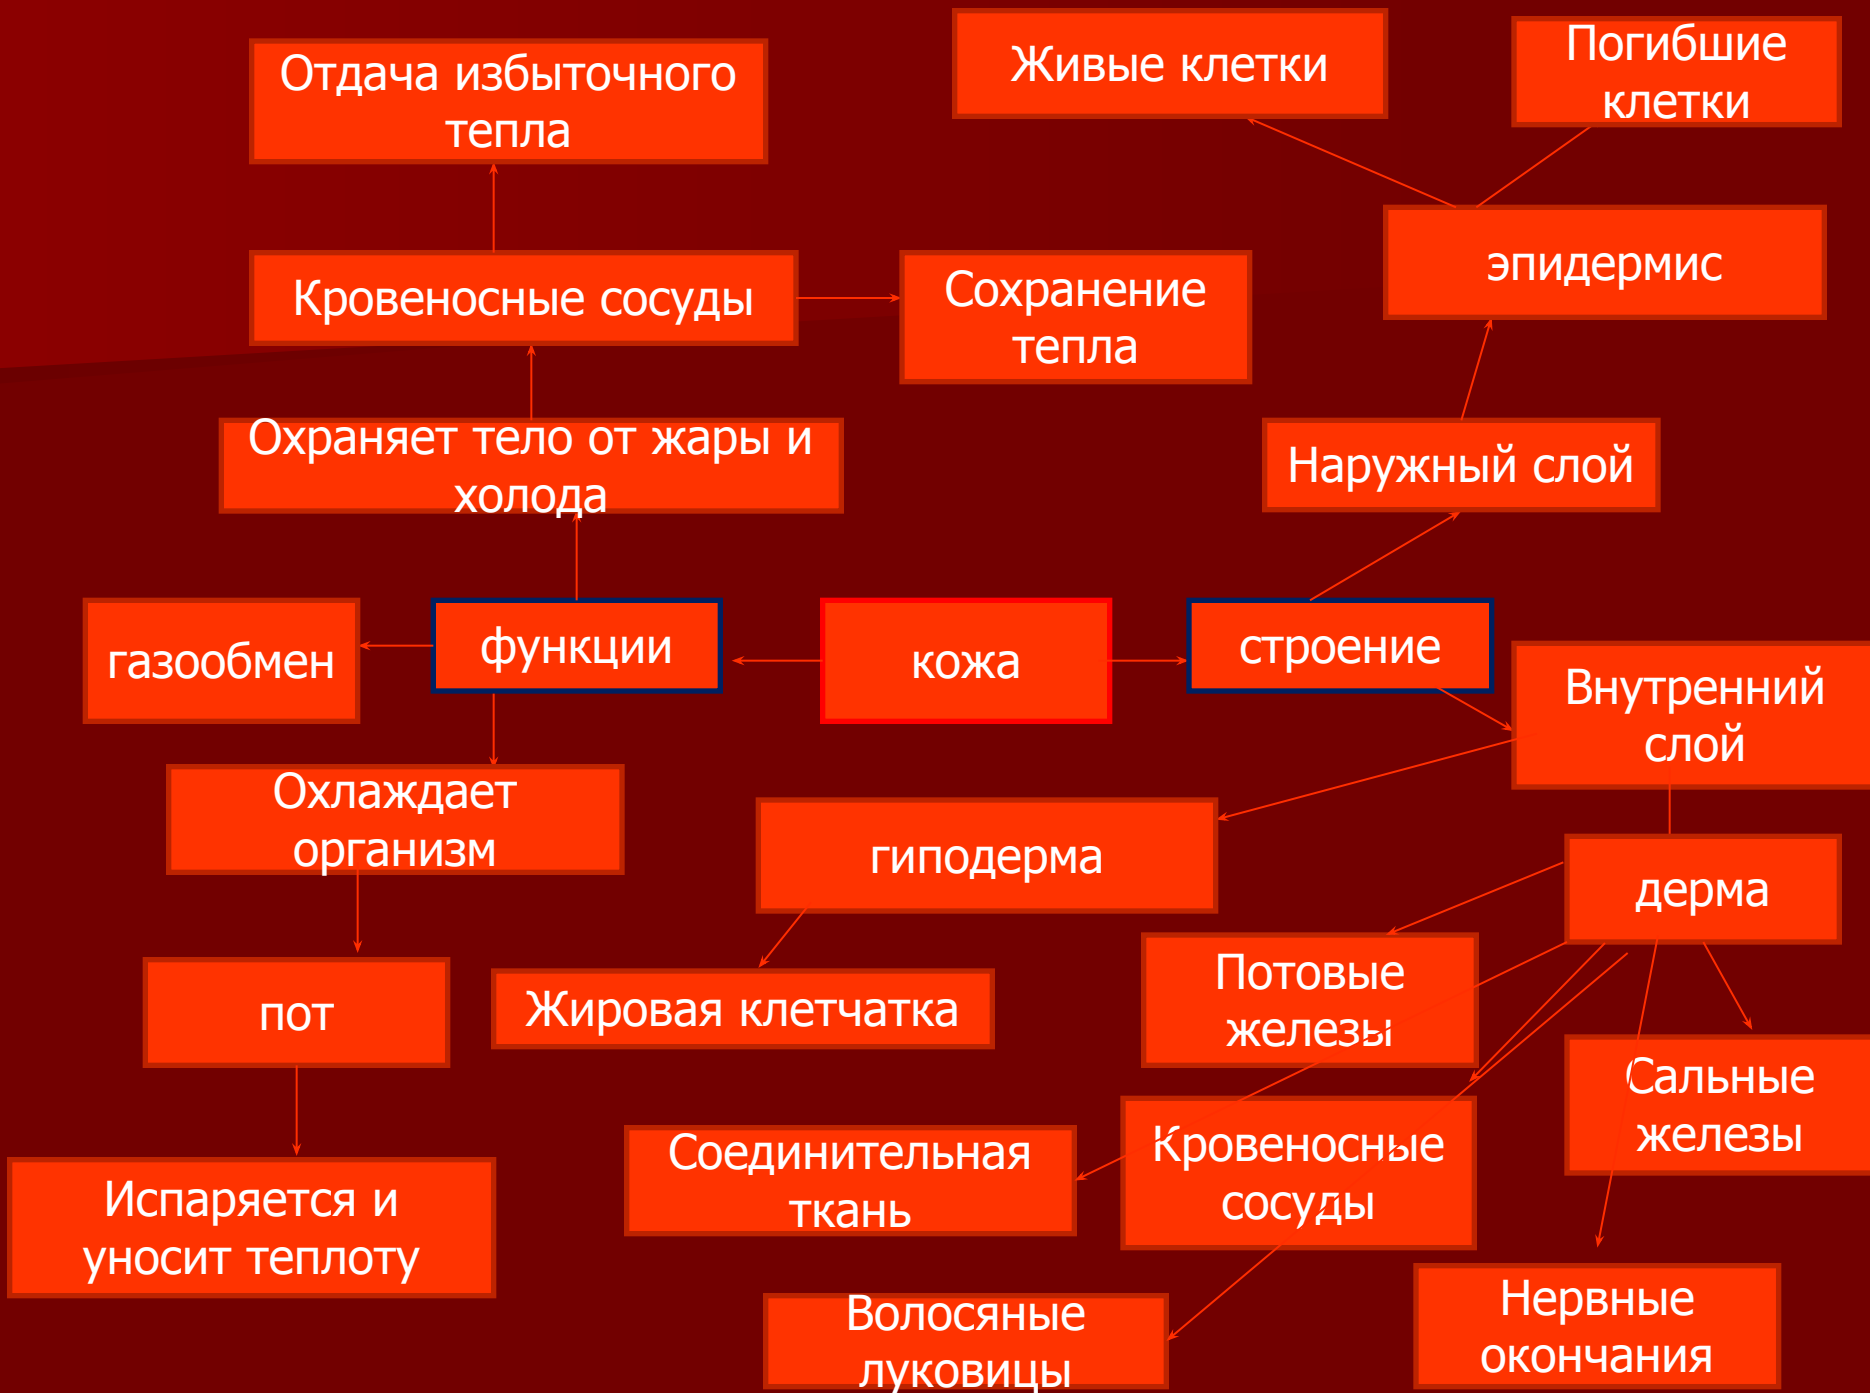 Отдача избыточного
тепла
Живые клетки
Погибшие
клетки
Кровеносные сосуды
Сохранение
тепла
эпидермис
Охраняет тело от жары и
холода
Наружный слой
газообмен
функции
кожа
строение
Внутренний
слой
Охлаждает
организм
гиподерма
дерма
пот
Жировая клетчатка
Потовые
железы
Сальные
железы
Соединительная
ткань
Кровеносные
сосуды
Испаряется и
уносит теплоту
Волосяные
луковицы
Нервные
окончания